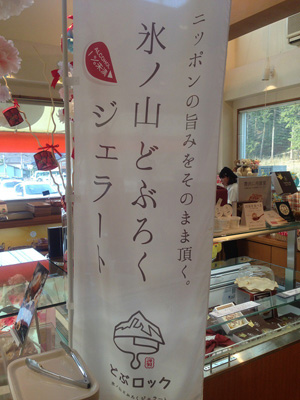 ニッポンの旨みをそのまま頂く。
氷ノ山どぶろく
ジェラート
どぶロック